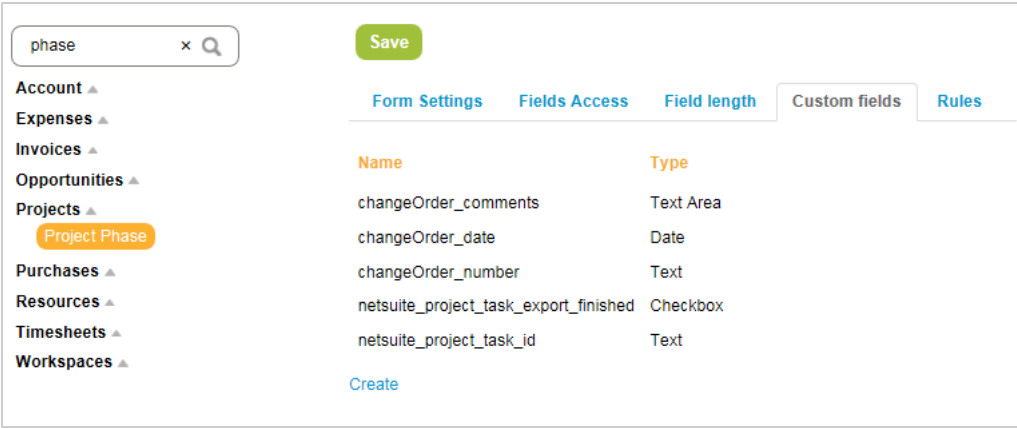 phase ×
Account
Expenses
Invoices
Opportunities
Projects
Project Phase
Purchases
Resources
Timesheets
Workspaces
Save
Form Settings Fields Access Field length Custom fields Rules
Name Type
changeOrder_comments Text Area
changeOrder_date Date
changeOrder_number Text
netsuite_project_task_export_finished Checkbox
netsuite_project_task_id Text
Create